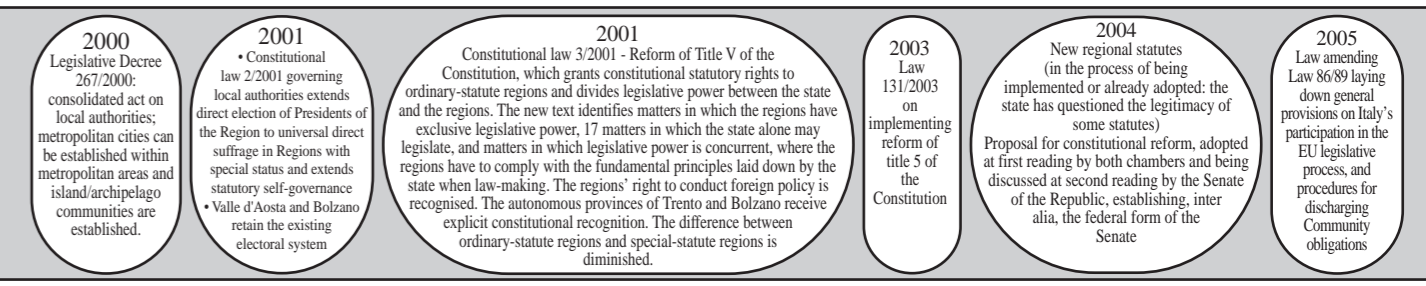 2000
Legislative Decree
267/2000:
consolidated act on
local authorities;
metropolitan cities can
be established within
metropolitan areas and
island/archipelago
communities are
established.
2001
• Constitutional
law 2/2001 governing
local authorities extends
direct election of Presidents of
the Region to universal direct
suffrage in Regions with
special status and extends
statutory self-governance
• Valle d'Aosta and Bolzano
retain the existing
electoral system
2001
Constitutional law 3/2001 - Reform of Title V of the
Constitution, which grants constitutional statutory rights to
ordinary-statute regions and divides legislative power between the state
and the regions. The new text identifies matters in which the regions have
exclusive legislative power, 17 matters in which the state alone may
legislate, and matters in which legislative power is concurrent, where the
regions have to comply with the fundamental principles laid down by the
state when law-making. The regions' right to conduct foreign policy is
recognised. The autonomous provinces of Trento and Bolzano receive
explicit constitutional recognition. The difference between
ordinary-statute regions and special-statute regions is
diminished.
2003
Law
131/2003
on
implementing
reform of
title 5 of
the
Constitution
2004
New regional statutes
(in the process of being
implemented or already adopted: the
state has questioned the legitimacy of
some statutes)
Proposal for constitutional reform, adopted
at first reading by both chambers and being
discussed at second reading by the Senate
of the Republic, establishing, inter
alia, the federal form of the
Senate
2005
Law amending
Law 86/89 laying
down general
provisions on Italy's
participation in the
EU legislative
process, and
procedures for
discharging
Community
obligations